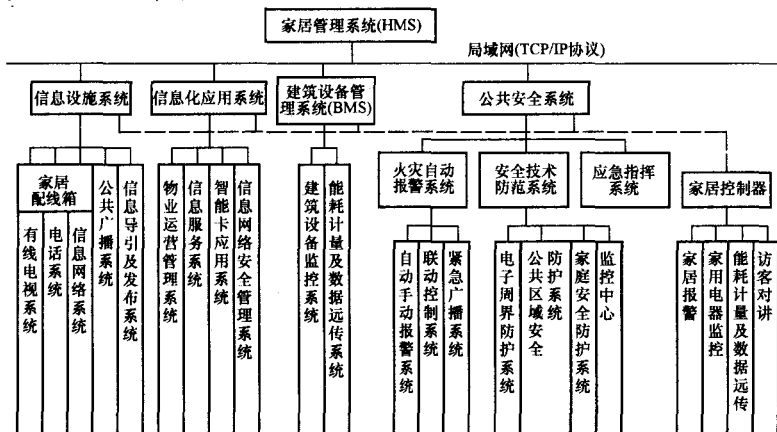 家居管理系统(HMS)
局域网(TCP/IP协议)
信息设施系统
信息化应用系统
建筑设备管
理系统(BMS)
公共安全系统
火灾自动
报警系统
安全技术
防范系统
应急指挥
系统
家居控制器
家居
配线箱
有线电视系统
电话系统
信息网络系统
公共广播系统
信息导引及发布系统
物业运营管理系统
信息服务系统
智能卡应用系统
信息网络安全管理系统
建筑设备监控系统
能耗计量及数据远传系统
自动手动报警系统
联动控制系统
紧急广播系统
电子周界防护系统
公共区域安全
防护系统
家庭安全防护系统
监控中心
家居报警
家用电器监控
能耗计量及数据远传
访客对讲